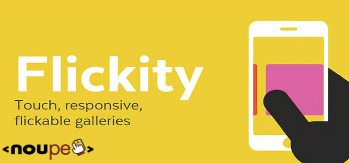 Flickity
Touch, responsive,
flickable galleries
<noupe>